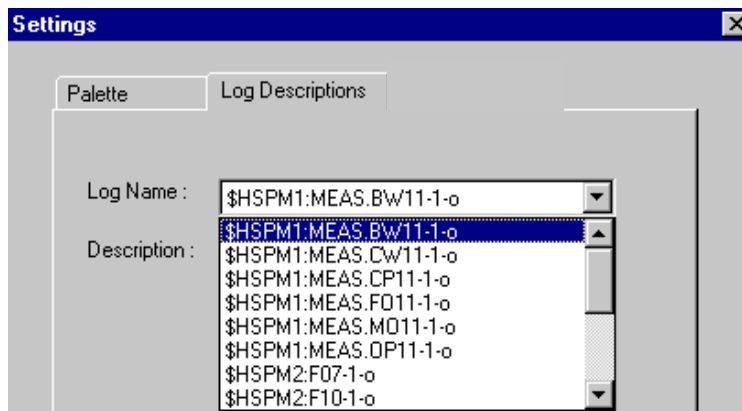 Settings
Palette
Log Descriptions
Log Name :
$HSPM1:MEAS.BW11-1-o
Description :
$HSPM1:MEAS.BW11-1-o
$HSPM1:MEAS.CW11-1-o
$HSPM1:MEAS.CP11-1-o
$HSPM1:MEAS.FO11-1-o
$HSPM1:MEAS.MO11-1-o
$HSPM1:MEAS.OP11-1-o
$HSPM2:F07-1-o
$HSPM2:F10-1-o